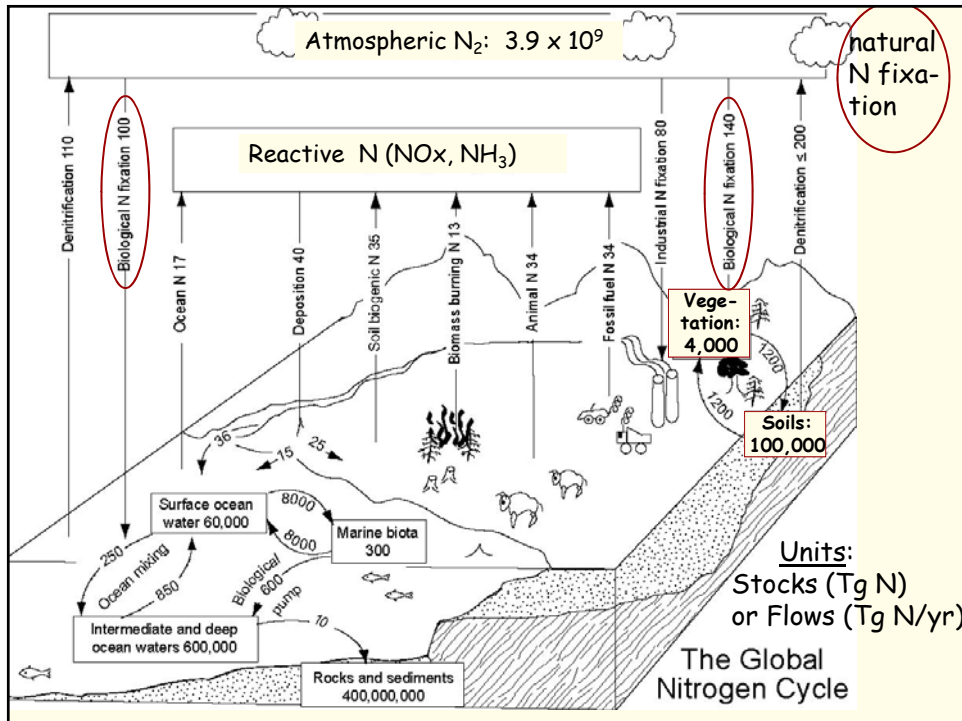 Atmospheric N₂: 3.9 x 10⁹
natural
N fixa-
tion
Denitrification 110
Biological N fixation 100
Reactive N (NOx, NH₃)
Industrial N fixation 80
Biological N fixation 140
Denitrification ≤ 200
Ocean N 17
Deposition 40
Soil biogenic N 35
Biomass burning N 13
Animal N 34
Fossil fuel N 34
Vege-
tation:
4,000
1200
1200
Soils:
100,000
36
15
25
Surface ocean
water 60,000
8000
8000
Marine biota
300
250
Ocean mixing
850
Biological
600
pump
10
Intermediate and deep
ocean waters 600,000
Rocks and sediments
400,000,000
Units:
Stocks (Tg N)
or Flows (Tg N/yr)
The Global
Nitrogen Cycle